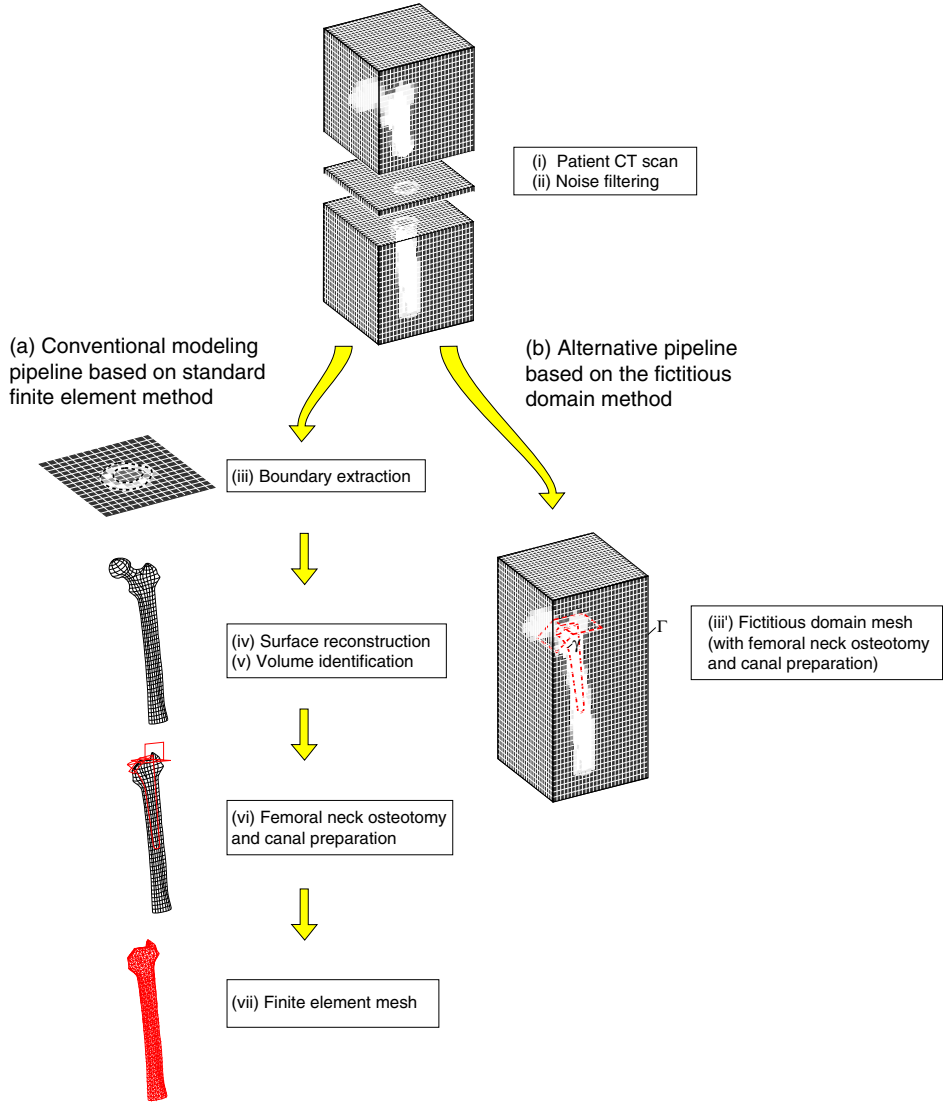 (i) Patient CT scan
(ii) Noise filtering
(a) Conventional modeling
pipeline based on standard
finite element method
(b) Alternative pipeline
based on the fictitious
domain method
(iii) Boundary extraction
(iv) Surface reconstruction
(v) Volume identification
(vi) Femoral neck osteotomy
and canal preparation
(vii) Finite element mesh
Γ
(iii') Fictitious domain mesh
(with femoral neck osteotomy
and canal preparation)